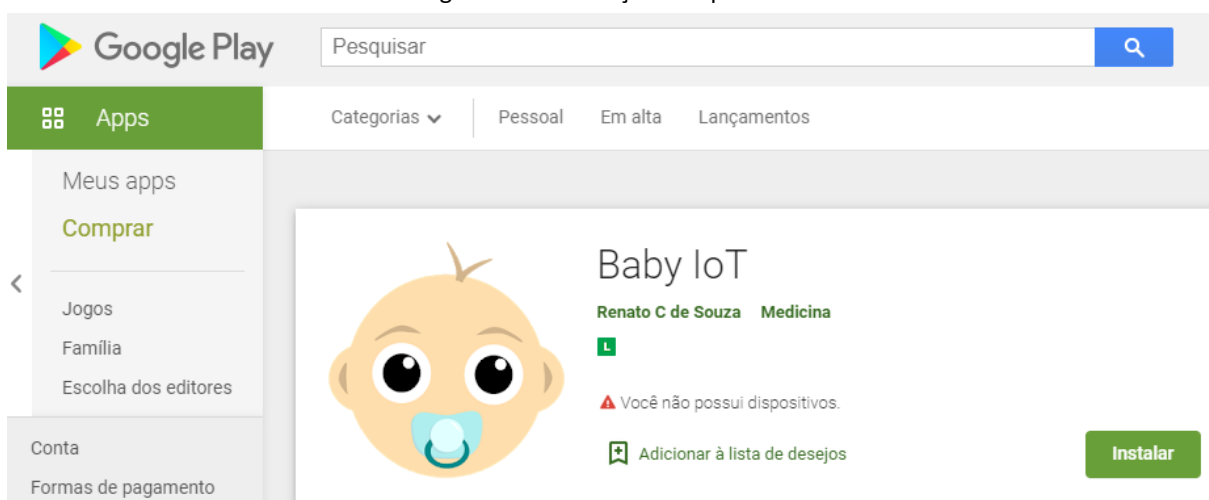 Google Play
Pesquisar
Apps
Categorias
Pessoal
Em alta
Lançamentos
Meus apps
Comprar
Jogos
Família
Escolha dos editores
Conta
Formas de pagamento
Baby IoT
Renato C de Souza Medicina
L
Você não possui dispositivos.
Adicionar à lista de desejos
Instalar